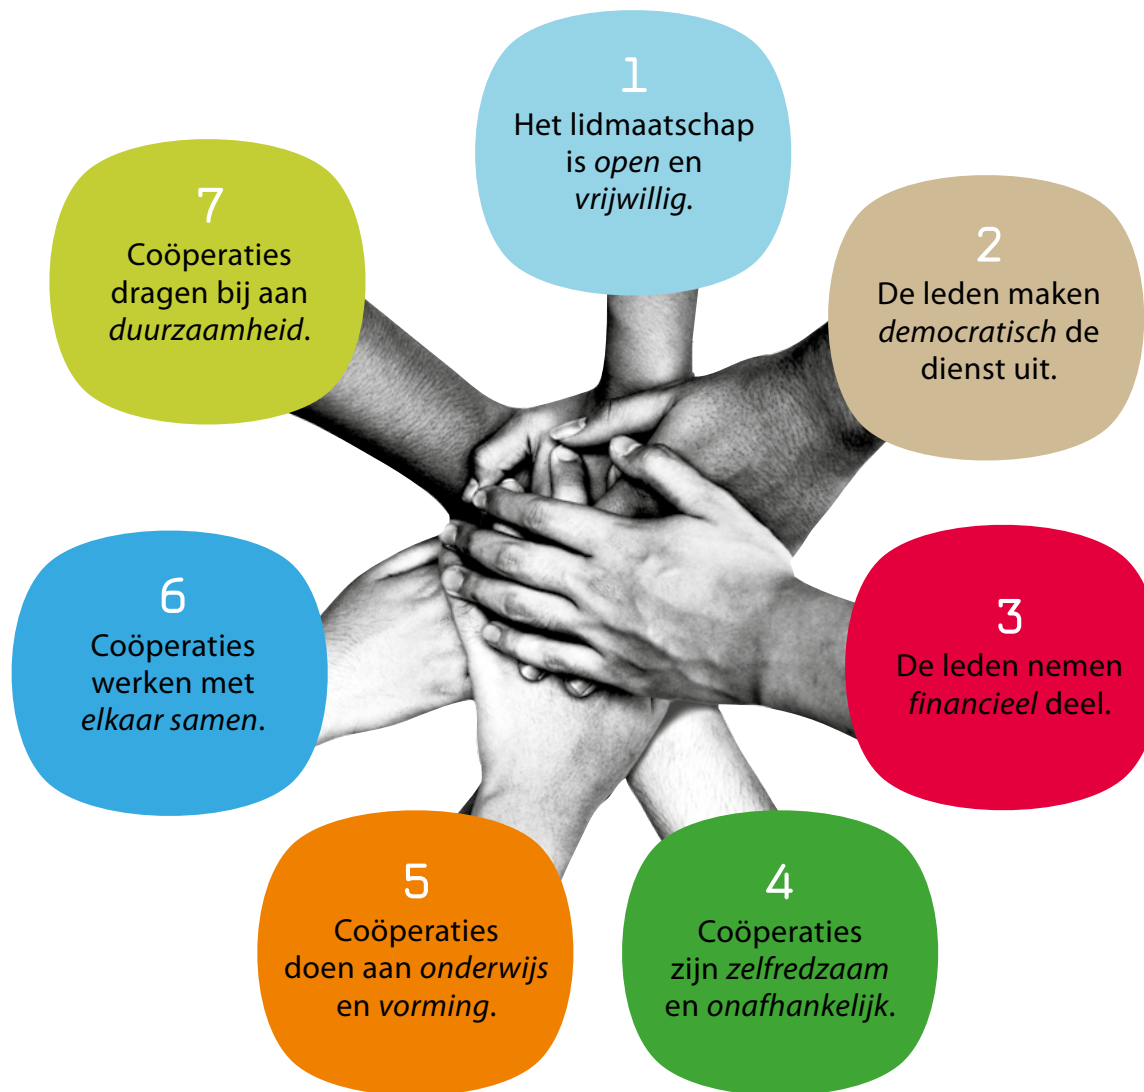 1
Het lidmaatschap
is open en
vrijwillig.
2
De leden maken
democratisch de
dienst uit.
3
De leden nemen
financieel deel.
4
Coöperaties
zijn zelfredzaam
en onafhankelijk.
5
Coöperaties
doen aan onderwijs
en vorming.
6
Coöperaties
werken met
elkaar samen.
7
Coöperaties
dragen bij aan
duurzaamheid.